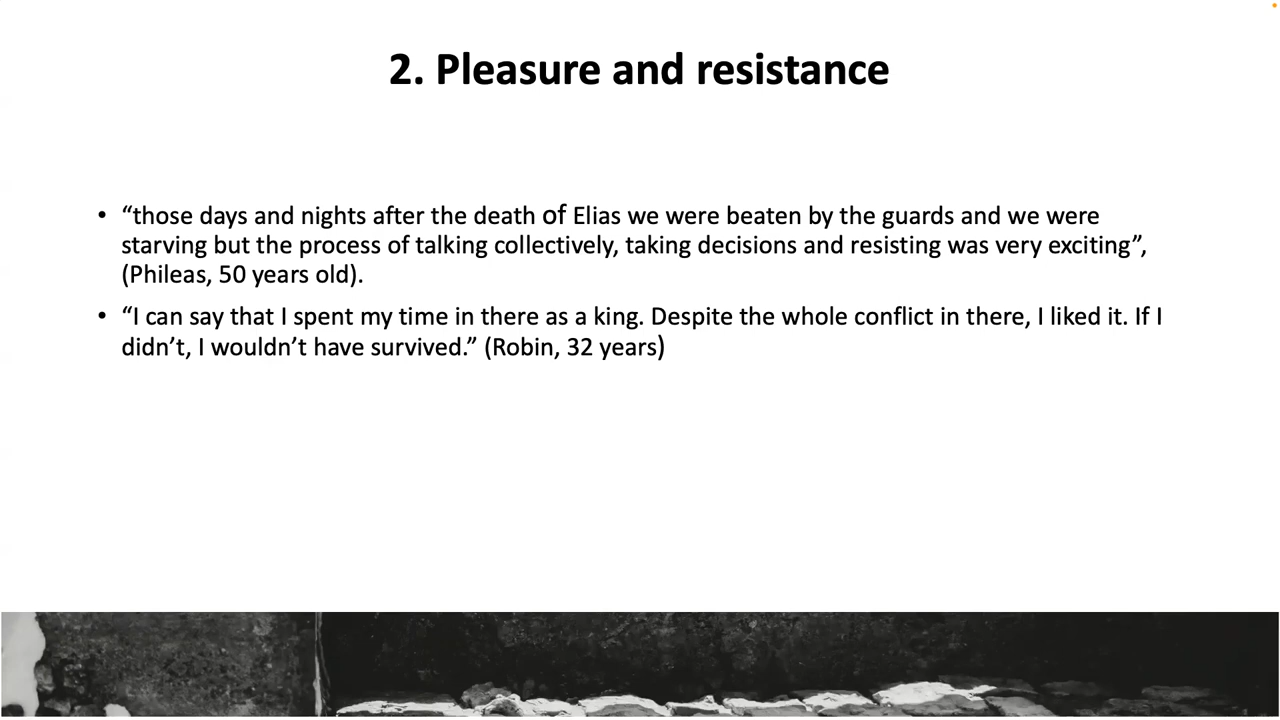 2. Pleasure and resistance
• “those days and nights after the death of Elias we were beaten by the guards and we were
starving but the process of talking collectively, taking decisions and resisting was very exciting”,
(Phileas, 50 years old).
• “I can say that I spent my time in there as a king. Despite the whole conflict in there, I liked it. If I
didn’t, I wouldn’t have survived.” (Robin, 32 years)